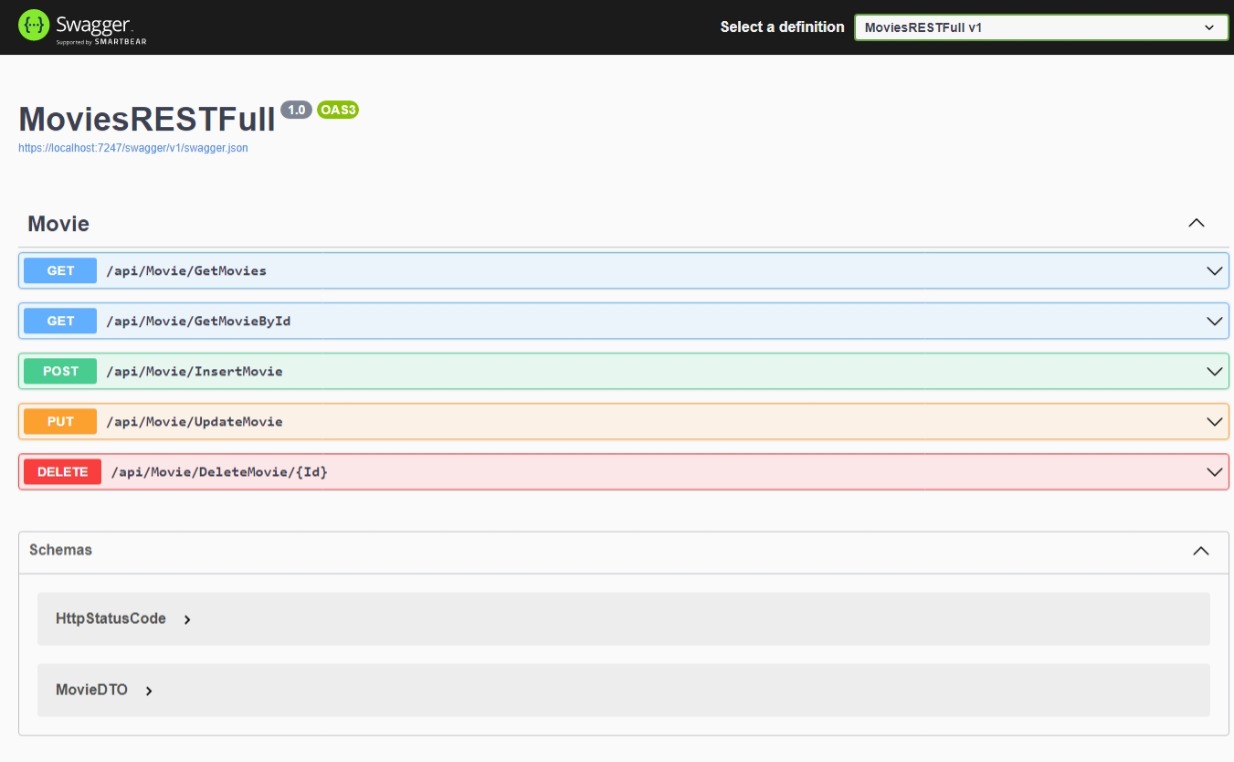 Swagger
Supported by SMARTBEAR
Select a definition
MoviesRESTFull v1
MoviesRESTFull 1.0 OAS3
https://localhost:7247/swagger/v1/swagger.json
Movie
GET /api/Movie/GetMovies
GET /api/Movie/GetMovieById
POST /api/Movie/InsertMovie
PUT /api/Movie/UpdateMovie
DELETE /api/Movie/DeleteMovie/{Id}
Schemas
HttpStatusCode
MovieDTO